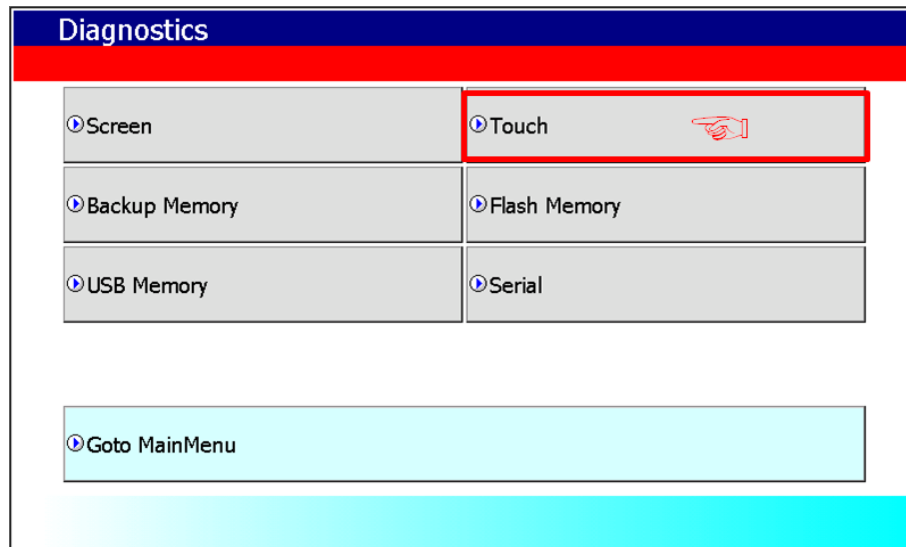 Diagnostics
Screen
Touch
Backup Memory
Flash Memory
USB Memory
Serial
Goto MainMenu